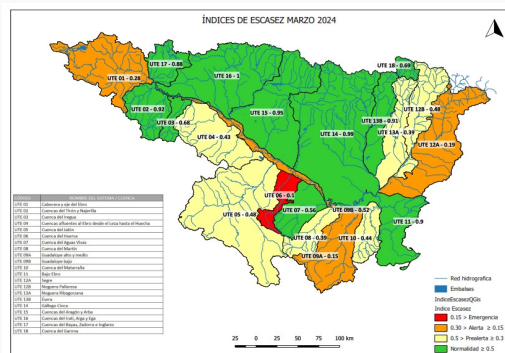 ÍNDICES DE ESCASEZ MARZO 2024
UTE 17 - 0.88
UTE 18 - 0.69
UTE 01 - 0.28
UTE 16 - 1
UTE 02 - 0.92
UTE 15 - 0.95
UTE 12B - 0.48
UTE 03 - 0.68
UTE 13B - 0.91
UTE 04 - 0.43
UTE 14 - 0.99
UTE 13A - 0.39
UTE 12A - 0.19
UTE 06 - 0.1
UTE 05 - 0.48
UTE 07 - 0.56
UTE 09B - 0.52
UTE 11 - 0.9
UTE 08 - 0.39
UTE 10 - 0.44
UTE 09A - 0.15
CÓDIGO NOMBRE DEL SISTEMA / CUENCA
UTE 01 Cabecera y eje del Ebro
UTE 02 Cuencas del Tirón y Najerilla
UTE 03 Cuenca del Iregua
UTE 04 Cuencas afluentes al Ebro desde el Leza hasta el Huecha
UTE 05 Cuenca del Jalón
UTE 06 Cuenca del Huerva
UTE 07 Cuenca del Aguas Vivas
UTE 08 Cuenca del Martín
UTE 09A Guadalope alto y medio
UTE 09B Guadalope bajo
UTE 10 Cuenca del Matarraña
UTE 11 Bajo Ebro
UTE 12A Segre
UTE 12B Noguera Pallaresa
UTE 13A Noguera Ribagorzana
UTE 13B Ésera
UTE 14 Gállego Cinca
UTE 15 Cuencas del Aragón y Arba
UTE 16 Cuencas del Irati, Arga y Ega
UTE 17 Cuencas del Bayas, Zadorra e Inglares
UTE 18 Cuenca del Garona
Red hidrografica
Embalses
IndiceEscasezQGis
Indice Escasez
0.15 > Emergencia
0.30 > Alerta ≥ 0.15
0.5 > Prealerta ≥ 0.3
Normalidad ≥ 0.5
25 0 25 50 75 100 km